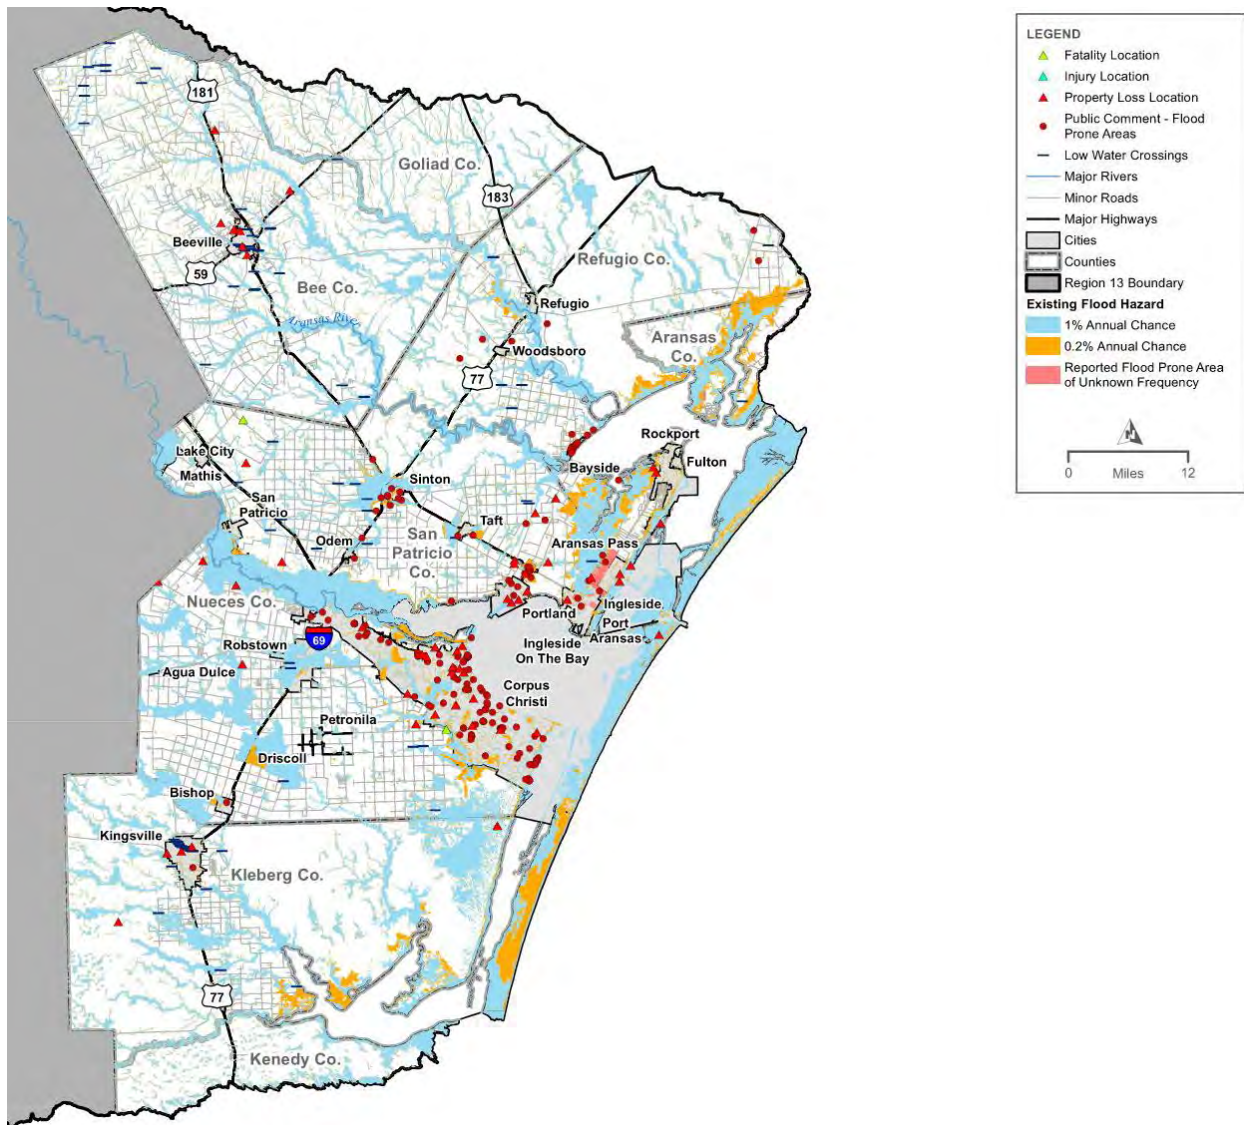 LEGEND
Fatality Location
Injury Location
Property Loss Location
Public Comment - Flood
Prone Areas
Low Water Crossings
Major Rivers
Minor Roads
Major Highways
Cities
Counties
Region 13 Boundary
Existing Flood Hazard
1% Annual Chance
0.2% Annual Chance
Reported Flood Prone Area
of Unknown Frequency
N
0 12
Miles
181
Goliad Co.
183
Beeville
59
Bee Co.
Refugio Co.
Refugio
Aransas River
Aransas
Co.
Woodsboro
77
Rockport
Lake City
Mathis
Fulton
Bayside
Sinton
San
Patricio
Taft
Odem
San
Patricio
Co.
Aransas Pass
Nueces Co.
Portland
Ingleside
Port
Aransas
69
Robstown
Ingleside
On The Bay
Agua Dulce
Corpus
Christi
Petronila
Driscoll
Bishop
Kingsville
Kleberg Co.
77
Kenedy Co.